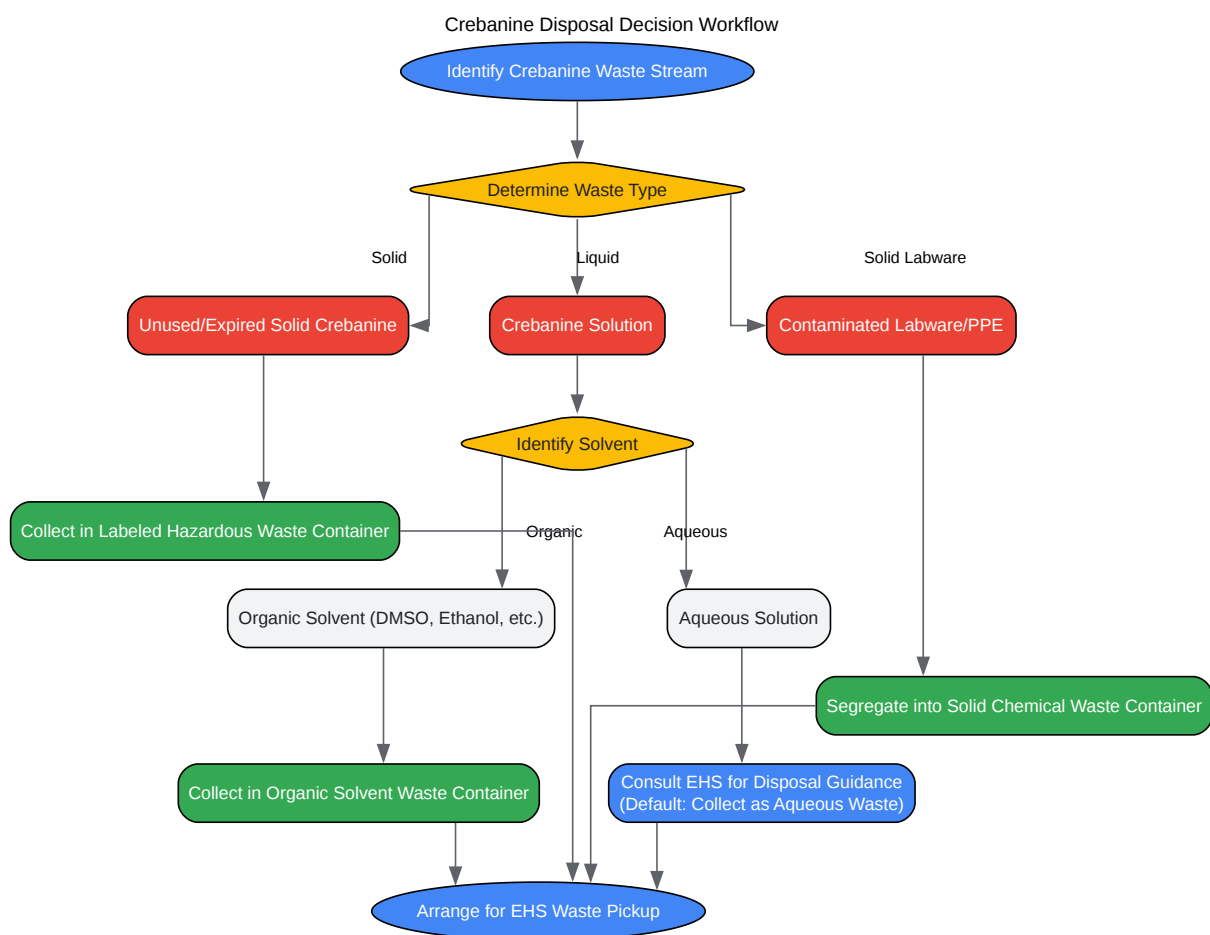 Crebanine Disposal Decision Workflow
Identify Crebanine Waste Stream
Determine Waste Type
Solid
Liquid
Solid Labware
Unused/Expired Solid Crebanine
Crebanine Solution
Contaminated Labware/PPE
Identify Solvent
Collect in Labeled Hazardous Waste Container
Organic
Aqueous
Organic Solvent (DMSO, Ethanol, etc.)
Aqueous Solution
Segregate into Solid Chemical Waste Container
Collect in Organic Solvent Waste Container
Consult EHS for Disposal Guidance
(Default: Collect as Aqueous Waste)
Arrange for EHS Waste Pickup